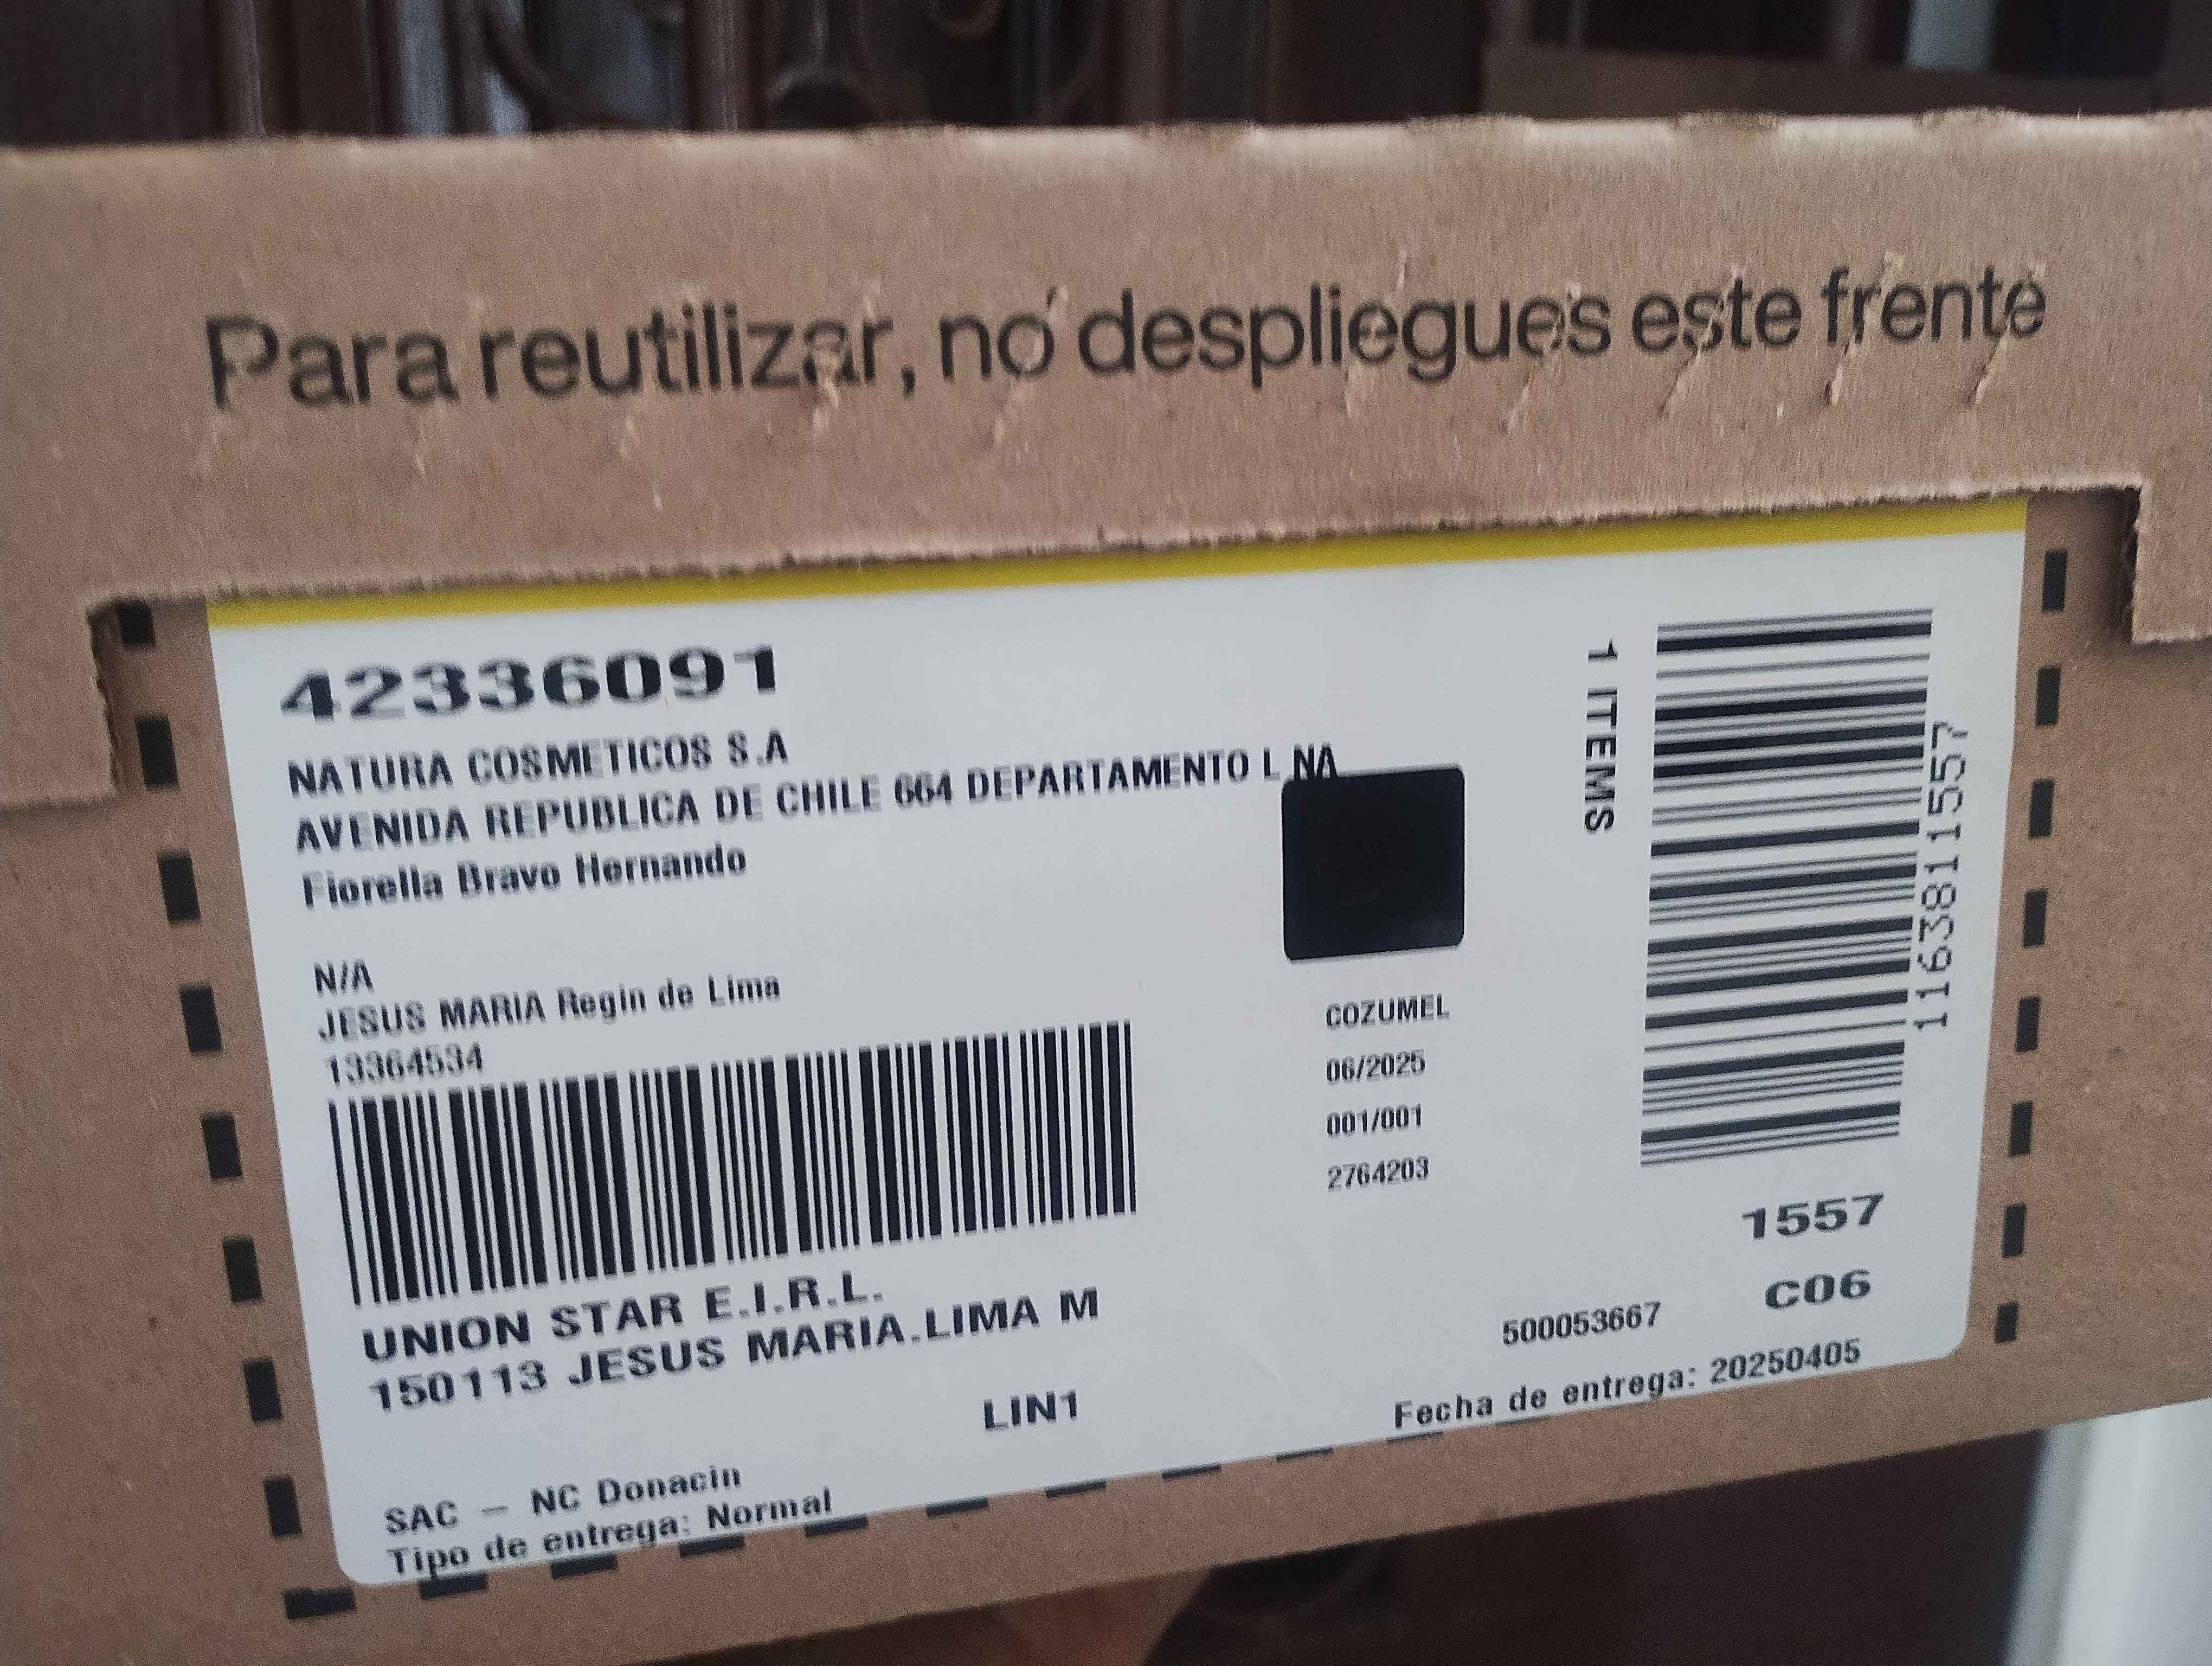 Para reutilizar, no despliegues este frente
42336091
NATURA COSMETICOS S.A
AVENIDA REPUBLICA DE CHILE 664 DEPARTAMENTO L NA
Fiorella Bravo Hernando
N/A
JESUS MARIA Regin de Lima
13364534
UNION STAR E.I.R.L.
150113 JESUS MARIA.LIMA M
LIN1
SAC - NC Donacin
Tipo de entrega: Normal
COZUMEL
06/2025
001/001
2764203
1 ITEMS
1163811557
1557
C06
500053667
Fecha de entrega: 20250405